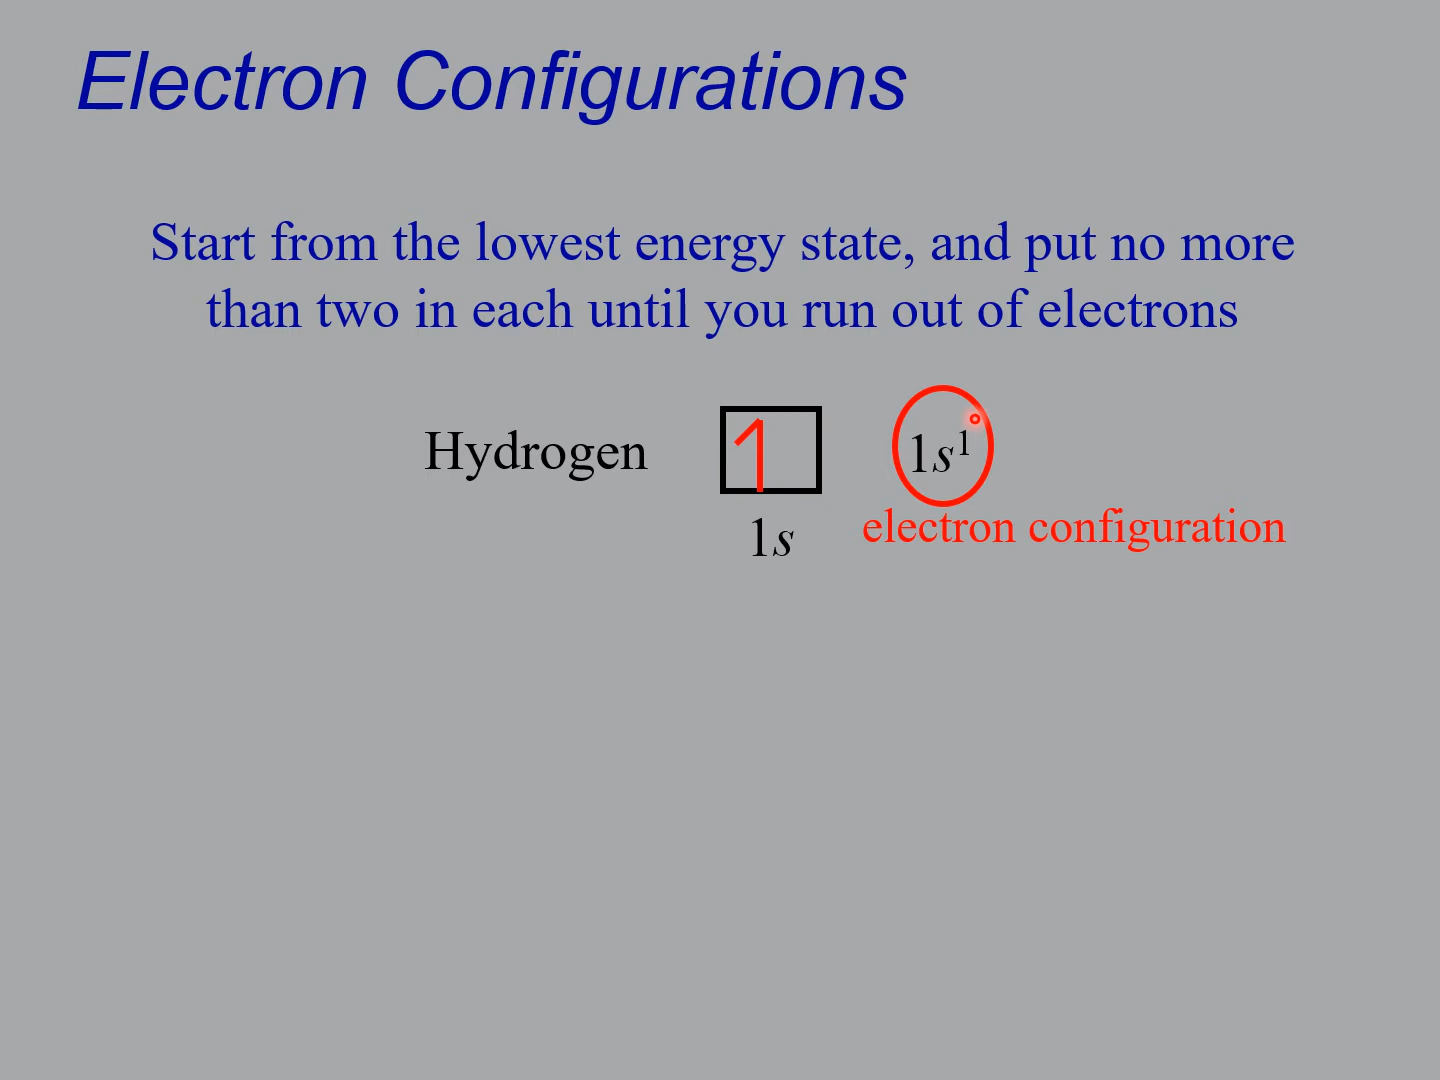 Electron Configurations
Start from the lowest energy state, and put no more
than two in each until you run out of electrons
Hydrogen 1s¹
1s electron configuration